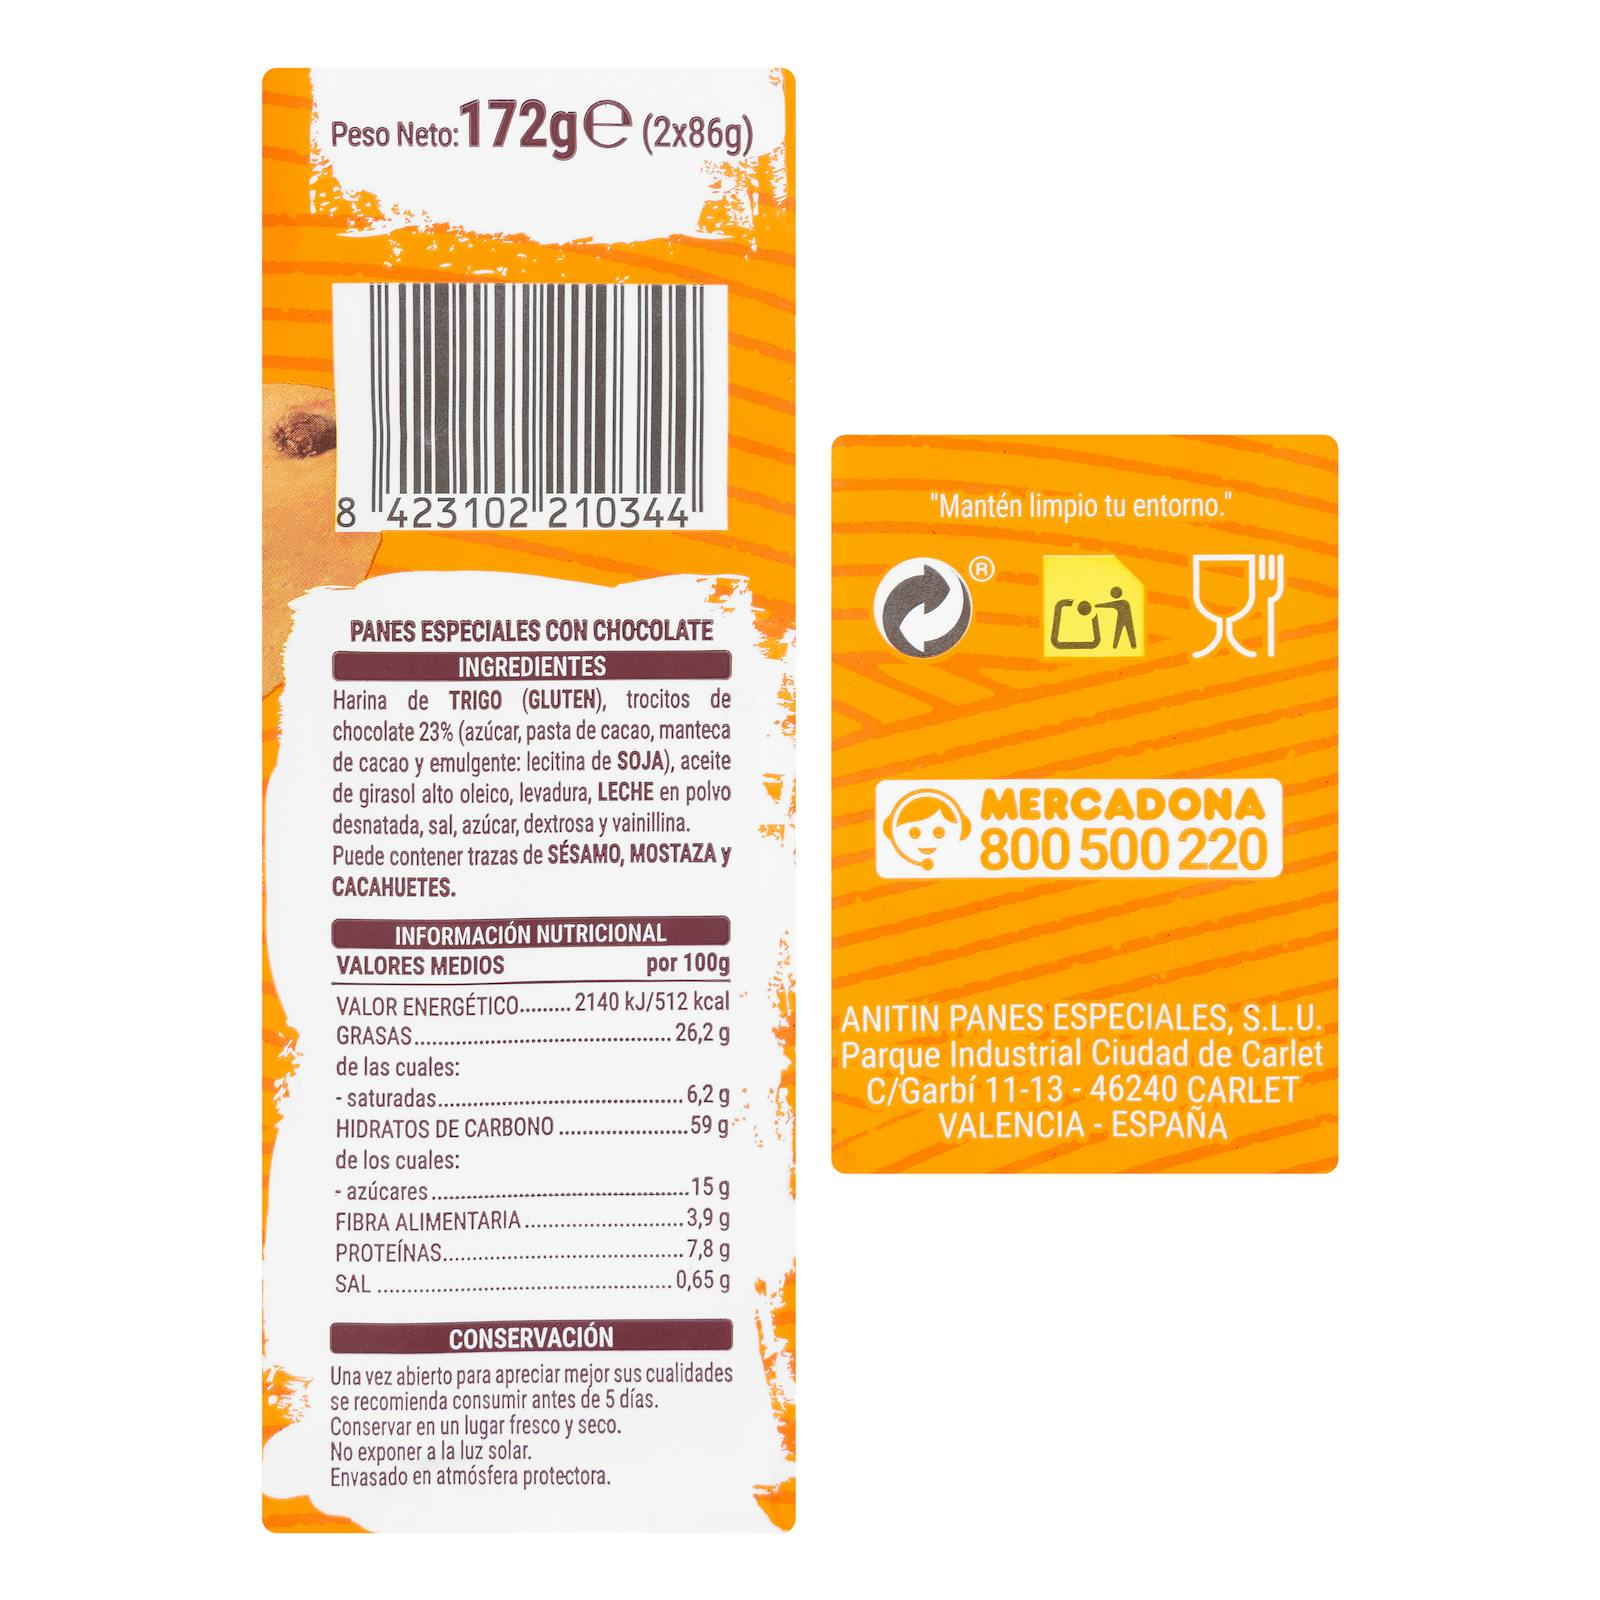 Peso Neto: 172g ℮ (2x86g)
8 423102 210344
PANES ESPECIALES CON CHOCOLATE
INGREDIENTES
Harina de TRIGO (GLUTEN), trocitos de
chocolate 23% (azúcar, pasta de cacao, manteca
de cacao y emulgente: lecitina de SOJA), aceite
de girasol alto oleico, levadura, LECHE en polvo
desnatada, sal, azúcar, dextrosa y vainillina.
Puede contener trazas de SÉSAMO, MOSTAZA y
CACAHUETES.
INFORMACIÓN NUTRICIONAL
VALORES MEDIOS por 100g
VALOR ENERGÉTICO......... 2140 kJ/512 kcal
GRASAS............................................. 26,2 g
de las cuales:
- saturadas........................................... 6,2 g
HIDRATOS DE CARBONO ......................59 g
de los cuales:
- azúcares.............................................15 g
FIBRA ALIMENTARIA............................3,9 g
PROTEÍNAS..........................................7,8 g
SAL ................................................... 0,65 g
CONSERVACIÓN
Una vez abierto para apreciar mejor sus cualidades
se recomienda consumir antes de 5 días.
Conservar en un lugar fresco y seco.
No exponer a la luz solar.
Envasado en atmósfera protectora.
"Mantén limpio tu entorno."
®
MERCADONA
800 500 220
ANITIN PANES ESPECIALES, S.L.U.
Parque Industrial Ciudad de Carlet
C/Garbí 11-13 - 46240 CARLET
VALENCIA - ESPAÑA